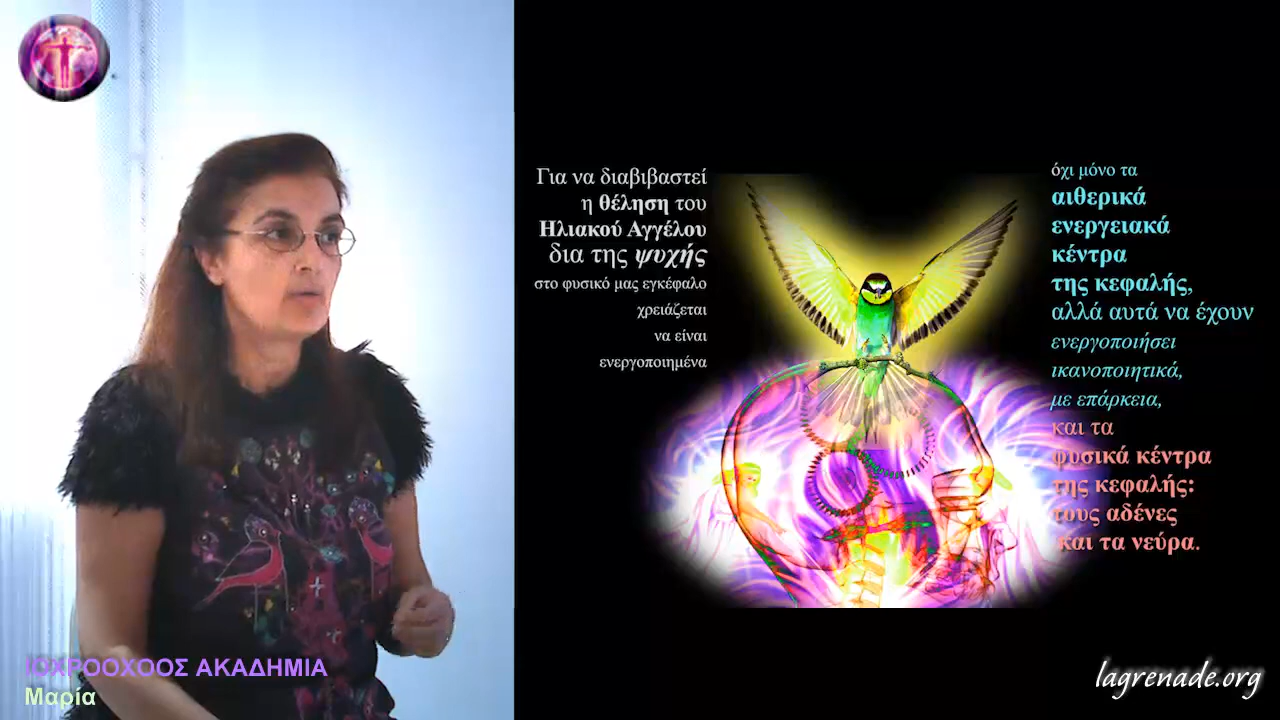 Για να διαβιβαστεί
η θέληση του
Ηλιακού Αγγέλου
δια της ψυχής
στο φυσικό μας εγκέφαλο
χρειάζεται
να είναι
ενεργοποιημένα
όχι μόνο τα
αιθερικά
ενεργειακά
κέντρα
της κεφαλής,
αλλά αυτά να έχουν
ενεργοποιήσει
ικανοποιητικά,
με επάρκεια,
και τα
φυσικά κέντρα
της κεφαλής:
τους αδένες
και τα νεύρα.
ΙΟΧΡΟΟΧΟΟΣ ΑΚΑΔΗΜΙΑ
Μαρία
lagrenade.org